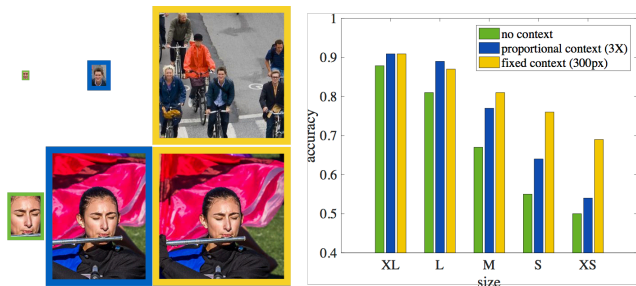 1
no context
proportional context (3X)
fixed context (300px)
0.9
0.8
0.7
0.6
0.5
0.4
accuracy
XL L M S XS
size